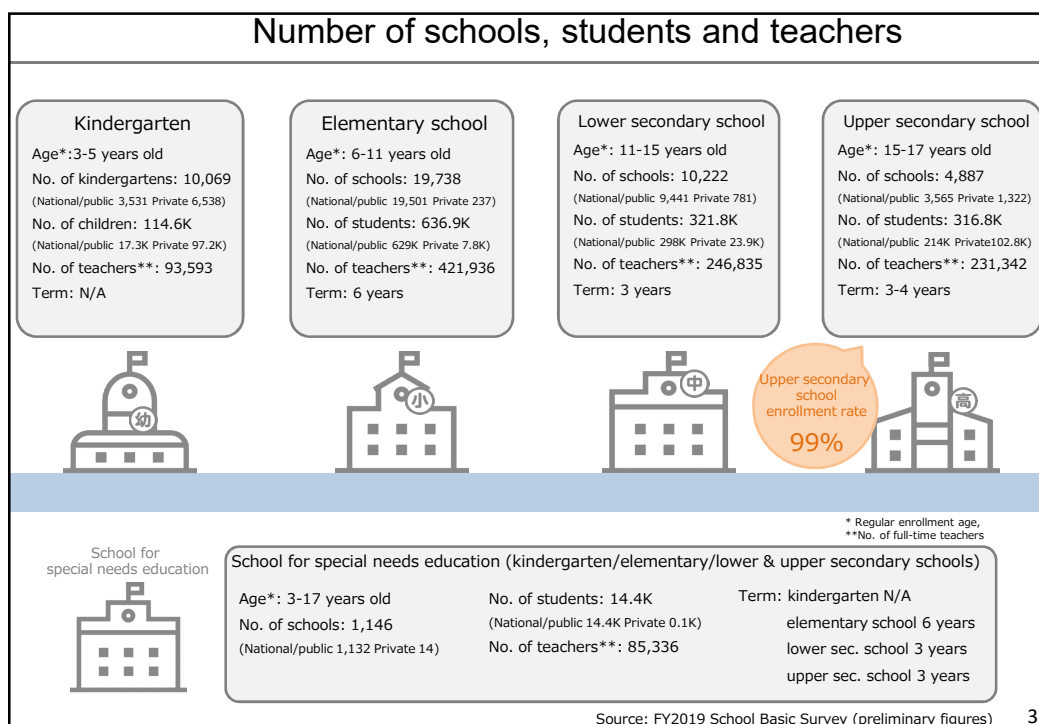 Number of schools, students and teachers
Kindergarten
Age*:3-5 years old
No. of kindergartens: 10,069
(National/public 3,531 Private 6,538)
No. of children: 114.6K
(National/public 17.3K Private 97.2K)
No. of teachers**: 93,593
Term: N/A
Elementary school
Age*: 6-11 years old
No. of schools: 19,738
(National/public 19,501 Private 237)
No. of students: 636.9K
(National/public 629K Private 7.8K)
No. of teachers**: 421,936
Term: 6 years
Lower secondary school
Age*: 11-15 years old
No. of schools: 10,222
(National/public 9,441 Private 781)
No. of students: 321.8K
(National/public 298K Private 23.9K)
No. of teachers**: 246,835
Term: 3 years
Upper secondary school
Age*: 15-17 years old
No. of schools: 4,887
(National/public 3,565 Private 1,322)
No. of students: 316.8K
(National/public 214K Private102.8K)
No. of teachers**: 231,342
Term: 3-4 years
幼
小
中
Upper secondary
school
enrollment rate
99%
高
* Regular enrollment age,
**No. of full-time teachers
School for
special needs education
School for special needs education (kindergarten/elementary/lower & upper secondary schools)
Age*: 3-17 years old
No. of schools: 1,146
(National/public 1,132 Private 14)
No. of students: 14.4K
(National/public 14.4K Private 0.1K)
No. of teachers**: 85,336
Term: kindergarten N/A
elementary school 6 years
lower sec. school 3 years
upper sec. school 3 years
Source: FY2019 School Basic Survey (preliminary figures)
3